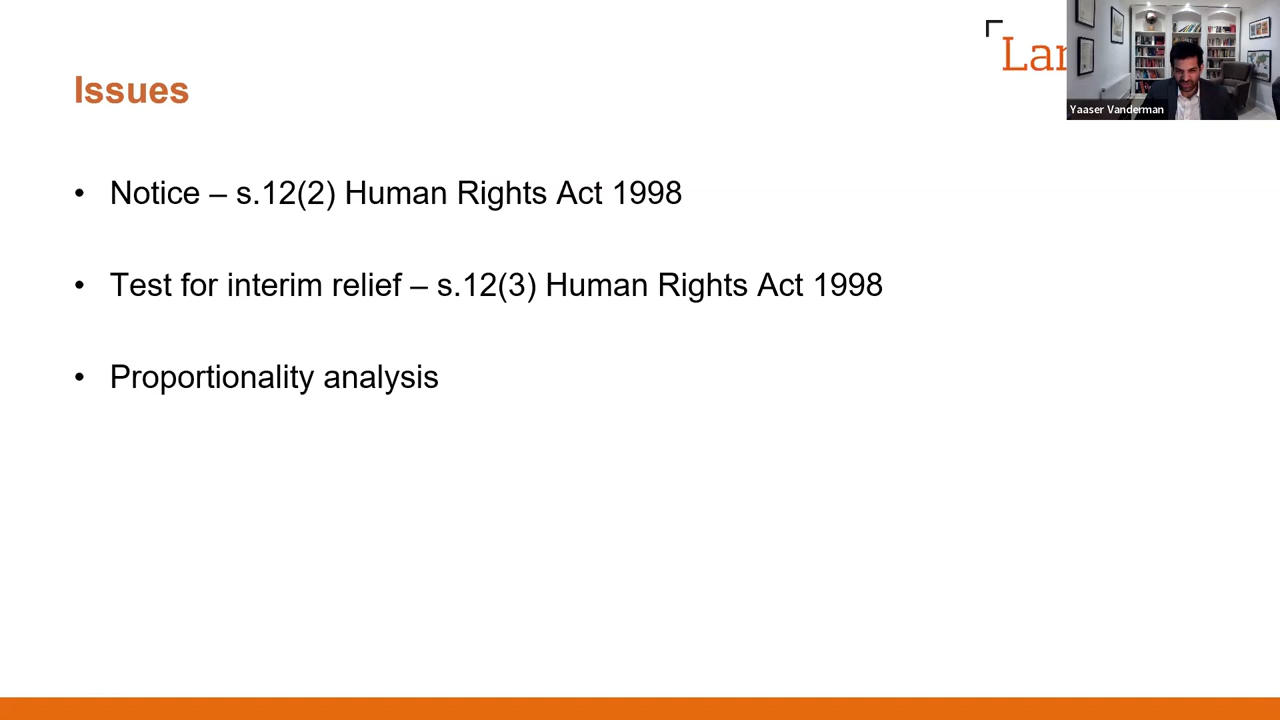 Lar
Yaaser Vanderman
Issues
• Notice – s.12(2) Human Rights Act 1998
• Test for interim relief – s.12(3) Human Rights Act 1998
• Proportionality analysis